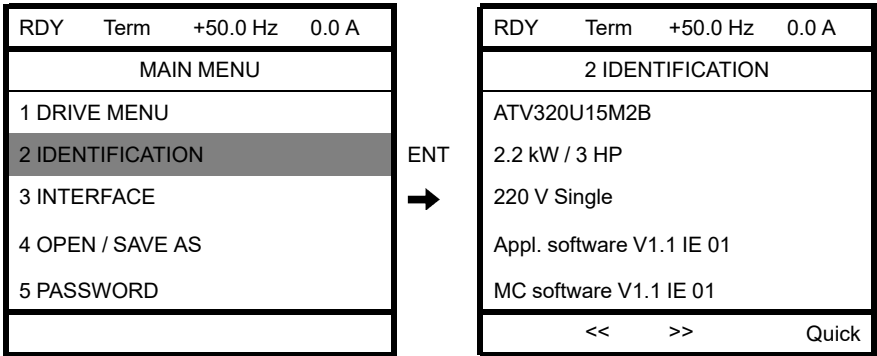 RDY Term +50.0 Hz 0.0 A
MAIN MENU
1 DRIVE MENU
2 IDENTIFICATION
3 INTERFACE
4 OPEN / SAVE AS
5 PASSWORD
ENT
RDY Term +50.0 Hz 0.0 A
2 IDENTIFICATION
ATV320U15M2B
2.2 kW / 3 HP
220 V Single
Appl. software V1.1 IE 01
MC software V1.1 IE 01
<< >> Quick